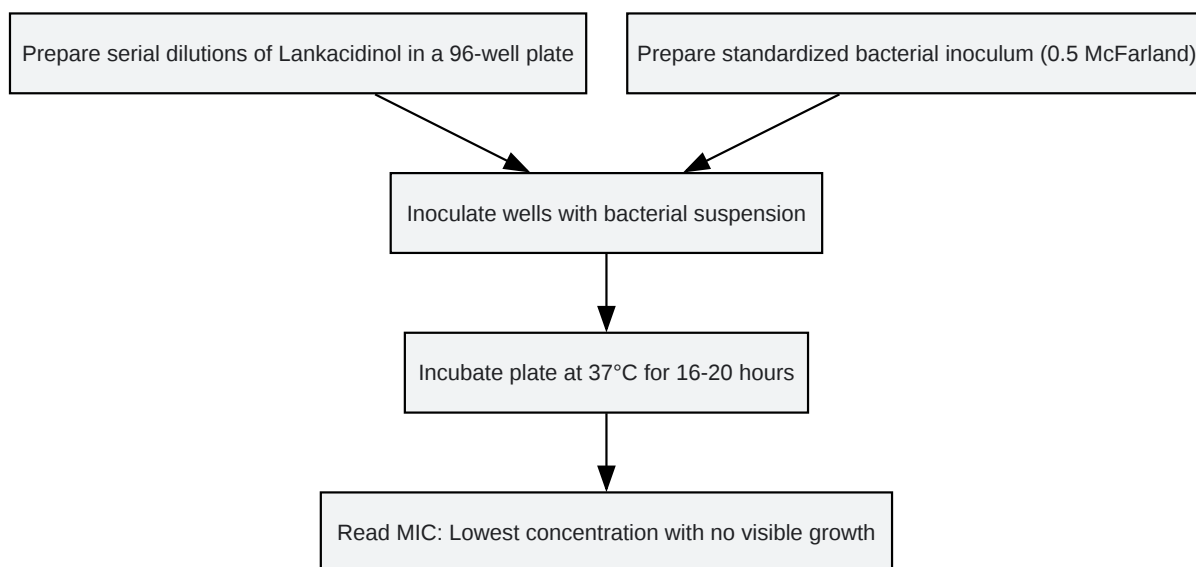 Prepare serial dilutions of Lankacidinol in a 96-well plate
Prepare standardized bacterial inoculum (0.5 McFarland)
Inoculate wells with bacterial suspension
Incubate plate at 37°C for 16-20 hours
Read MIC: Lowest concentration with no visible growth